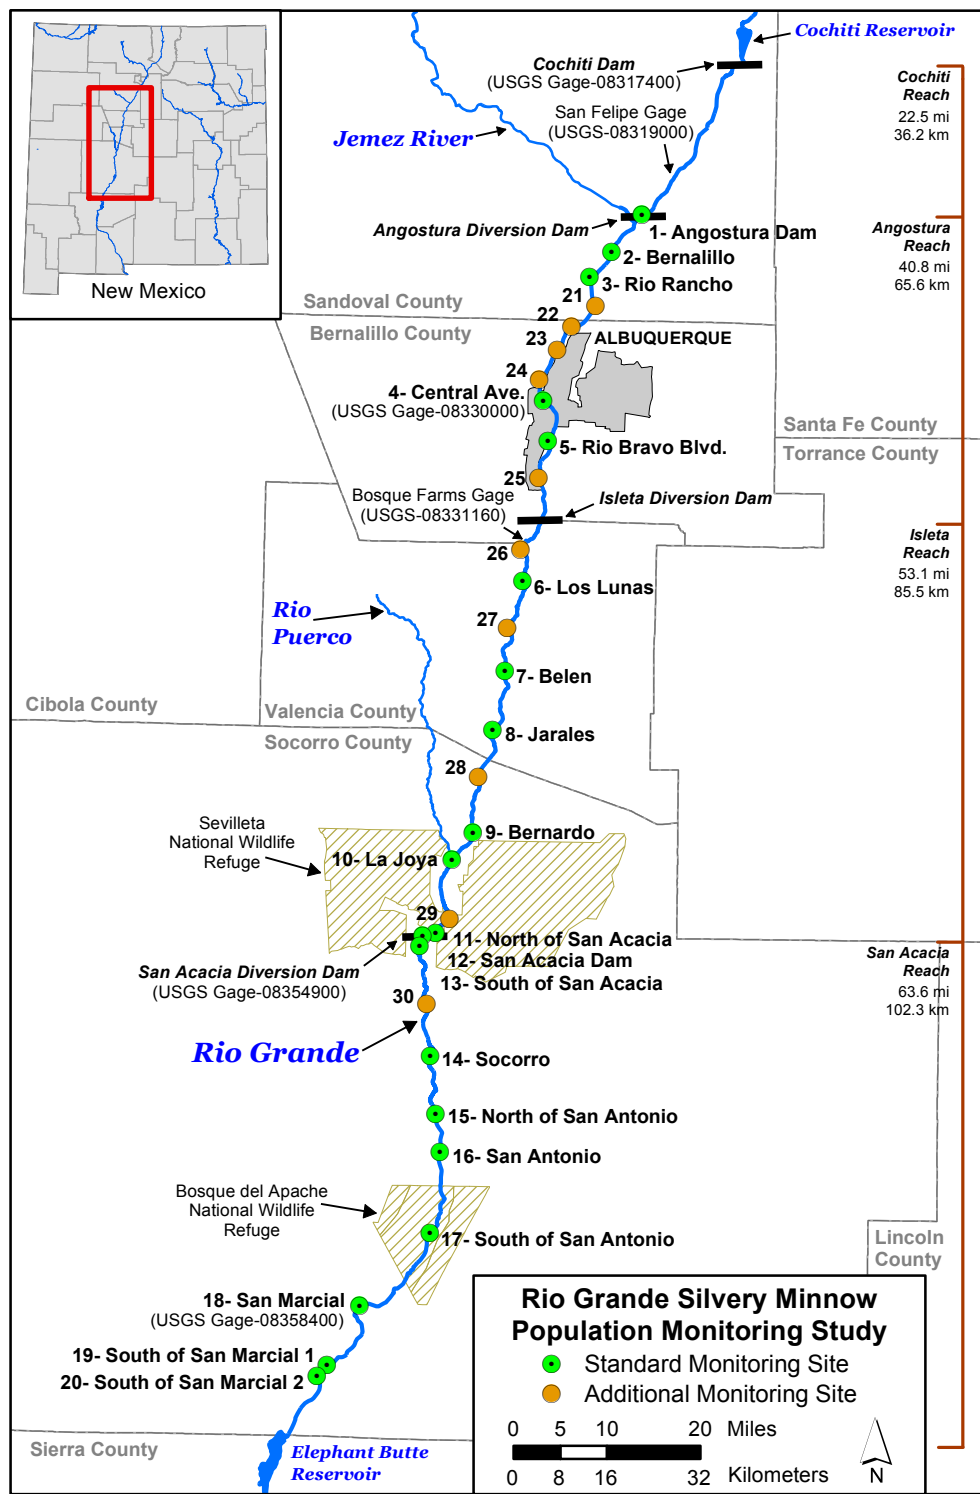 New Mexico
Cochiti Reservoir
Cochiti Dam
(USGS Gage-08317400)
San Felipe Gage
(USGS-08319000)
Jemez River
Cochiti
Reach
22.5 mi
36.2 km
Angostura Diversion Dam
1- Angostura Dam
2- Bernalillo
3- Rio Rancho
Angostura
Reach
40.8 mi
65.6 km
21
Sandoval County
Bernalillo County
22
23
ALBUQUERQUE
24
4- Central Ave.
(USGS Gage-08330000)
Santa Fe County
Torrance County
5- Rio Bravo Blvd.
25
Bosque Farms Gage
(USGS-08331160)
Isleta Diversion Dam
Isleta
Reach
53.1 mi
85.5 km
26
6- Los Lunas
Rio
Puerco
27
7- Belen
Cibola County
Valencia County
Socorro County
8- Jarales
28
Sevilleta
National Wildlife
Refuge
9- Bernardo
10- La Joya
29
11- North of San Acacia
12- San Acacia Dam
13- South of San Acacia
San Acacia Diversion Dam
(USGS Gage-08354900)
San Acacia
Reach
63.6 mi
102.3 km
30
Rio Grande
14- Socorro
15- North of San Antonio
16- San Antonio
Bosque del Apache
National Wildlife
Refuge
17- South of San Antonio
Lincoln
County
18- San Marcial
(USGS Gage-08358400)
19- South of San Marcial 1
20- South of San Marcial 2
Sierra County
Elephant Butte
Reservoir
Rio Grande Silvery Minnow
Population Monitoring Study
Standard Monitoring Site
Additional Monitoring Site
0 5 10 20 Miles
0 8 16 32 Kilometers
N